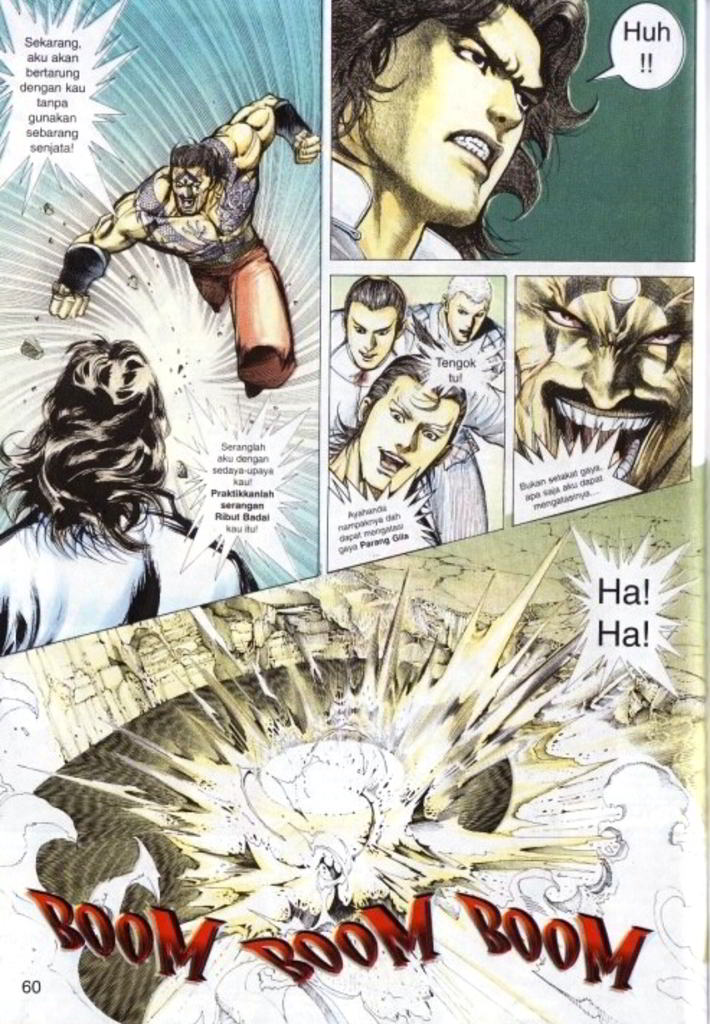 Sekarang,
aku akan
bertarung
dengan kau
tanpa
gunakan
sebarang
senjata!
Huh
!!
Seranglah
aku dengan
sedaya-upaya
kau!
Praktikkanlah
serangan
Ribut Badai
kau itu!
Tengok
tu!
Ayahanda
nampaknya dah
dapat mengatasi
gaya Parang Gila
Bukan setakat gaya,
apa saja aku dapat
mengatasinya...
Ha!
Ha!
BOOM BOOM BOOM
60